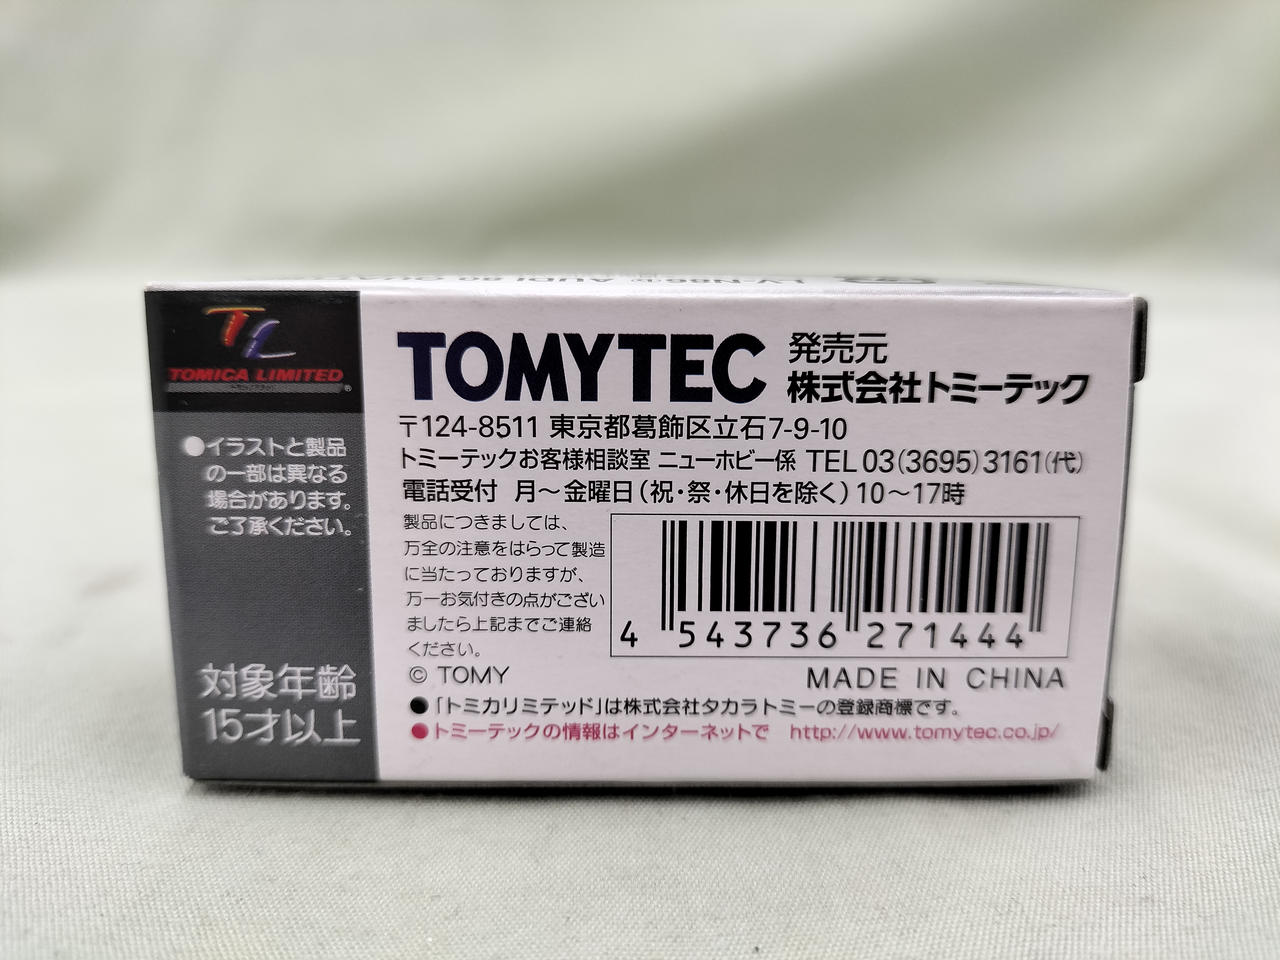 LV-N86b AUDI 80 QUAT
TL
TOMICA LIMITED
®
●イラストと製品
の一部は異なる
場合があります。
ご了承ください。
対象年齢
15才以上
TOMYTEC
発売元
株式会社トミーテック
〒124-8511 東京都葛飾区立石7-9-10
トミーテックお客様相談室 ニューホビー係 TEL 03(3695)3161(代)
電話受付 月～金曜日(祝・祭・休日を除く)10～17時
製品につきましては、
万全の注意をはらって製造
に当たっておりますが、
万一お気付きの点がござい
ましたら上記までご連絡
ください。
4 543736 271444
© TOMY
MADE IN CHINA
●「トミカリミテッド」は株式会社タカラトミーの登録商標です。
●トミーテックの情報はインターネットで http://www.tomytec.co.jp/